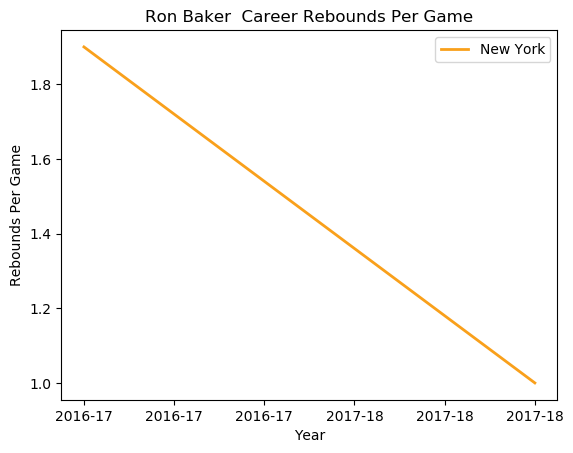 Ron Baker  Career Rebounds Per Game
New York
Rebounds Per Game
1.8
1.6
1.4
1.2
1.0
2016-17 2016-17 2016-17 2017-18 2017-18 2017-18
Year